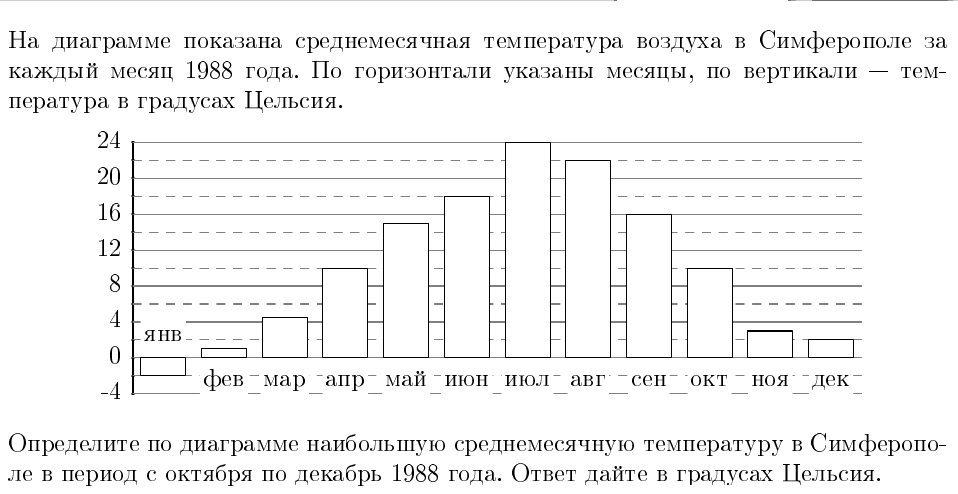 На диаграмме показана среднемесячная температура воздуха в Симферополе за
каждый месяц 1988 года. По горизонтали указаны месяцы, по вертикали — тем-
пература в градусах Цельсия.
24
20
16
12
8
4
янв
0
фев мар апр май июн июл авг сен окт ноя дек
-4
Определите по диаграмме наибольшую среднемесячную температуру в Симферопо-
ле в период с октября по декабрь 1988 года. Ответ дайте в градусах Цельсия.